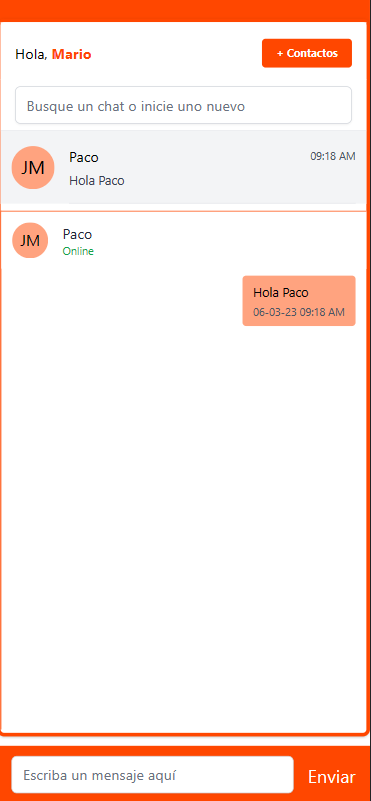 Hola, Mario
+ Contactos
Busque un chat o inicie uno nuevo
JM
Paco
09:18 AM
Hola Paco
JM
Paco
Online
Hola Paco
06-03-23 09:18 AM
Escriba un mensaje aquí
Enviar